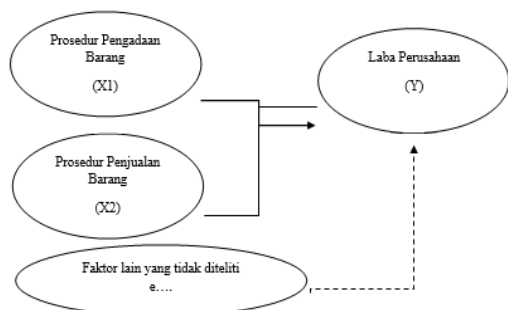 Prosedur Pengadaan
Barang
(X1)
Laba Perusahaan
(Y)
Prosedur Penjualan
Barang
(X2)
Faktor lain yang tidak diteliti
e....